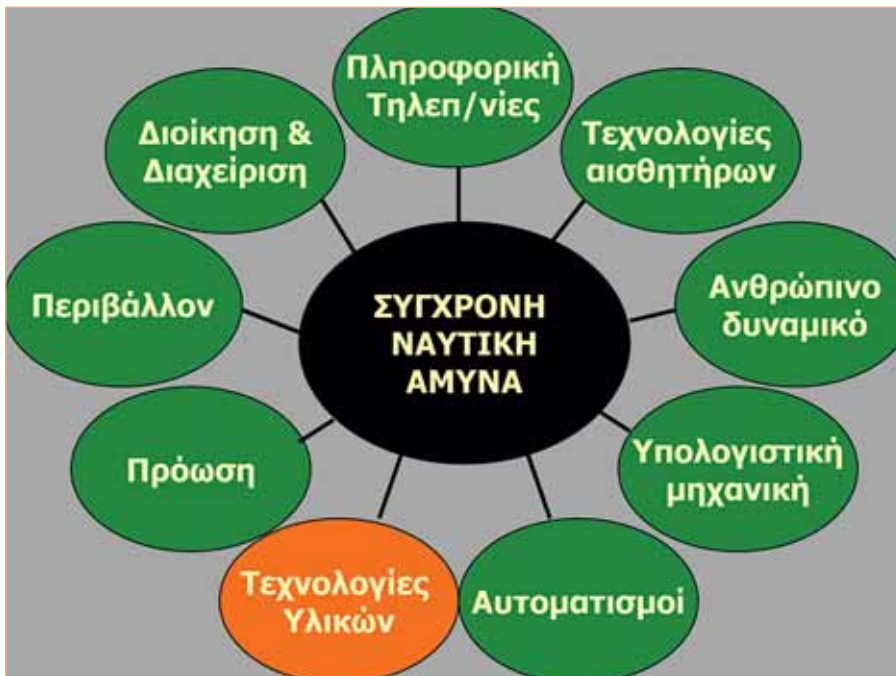 Πληροφορική
Τηλεπ/νίες
Διοίκηση &
Διαχείριση
Τεχνολογίες
αισθητήρων
Περιβάλλον
ΣΥΓΧΡΟΝΗ
ΝΑΥΤΙΚΗ
ΑΜΥΝΑ
Ανθρώπινο
δυναμικό
Πρόωση
Υπολογιστική
μηχανική
Τεχνολογίες
Υλικών
Αυτοματισμοί